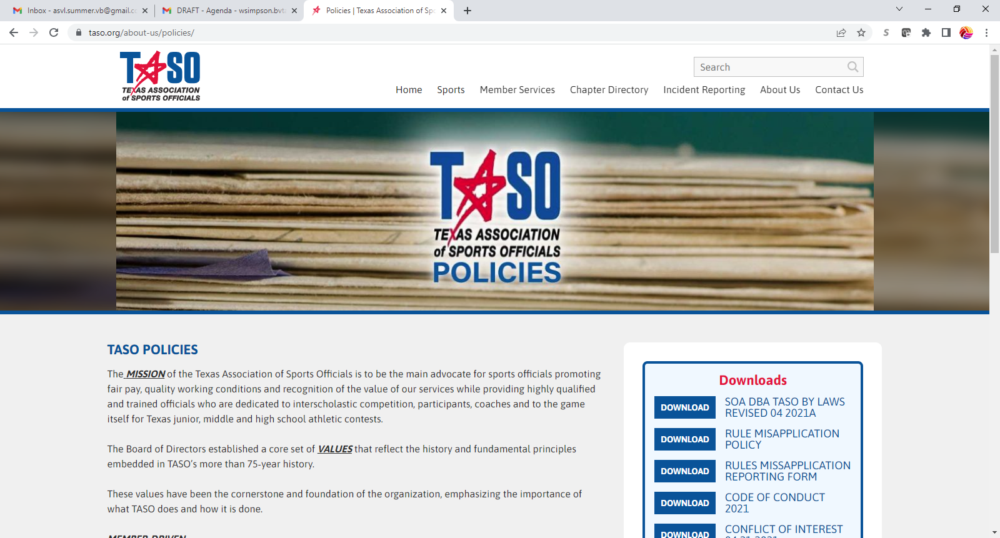 Inbox - asvl.summer.vb@gmail.c
DRAFT - Agenda - wsimpson.bvt
Policies | Texas Association of Sp
taso.org/about-us/policies/
TASO
TEXAS ASSOCIATION
of SPORTS OFFICIALS
Search
Home Sports Member Services Chapter Directory Incident Reporting About Us Contact Us
TASO
TEXAS ASSOCIATION
of SPORTS OFFICIALS
POLICIES
TASO POLICIES
The MISSION of the Texas Association of Sports Officials is to be the main advocate for sports officials promoting
fair pay, quality working conditions and recognition of the value of our services while providing highly qualified
and trained officials who are dedicated to interscholastic competition, participants, coaches and to the game
itself for Texas junior, middle and high school athletic contests.
The Board of Directors established a core set of VALUES that reflect the history and fundamental principles
embedded in TASO’s more than 75-year history.
These values have been the cornerstone and foundation of the organization, emphasizing the importance of
what TASO does and how it is done.
MEMBER DRIVEN
Downloads
DOWNLOAD SOA DBA TASO BY LAWS
REVISED 04 2021A
DOWNLOAD RULE MISAPPLICATION
POLICY
DOWNLOAD RULES MISSAPPLICATION
REPORTING FORM
DOWNLOAD CODE OF CONDUCT
2021
DOWNLOAD CONFLICT OF INTEREST
04 21 2021